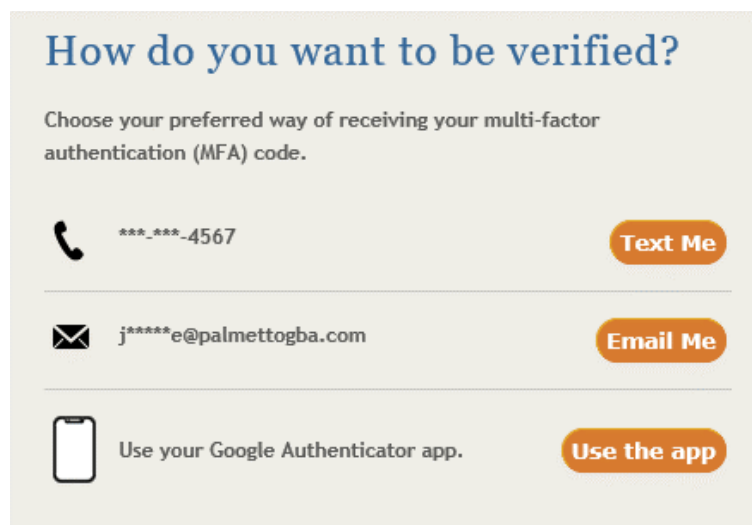 How do you want to be verified?
Choose your preferred way of receiving your multi-factor
authentication (MFA) code.
***-***-4567
Text Me
j*****e@palmettogba.com
Email Me
Use your Google Authenticator app.
Use the app